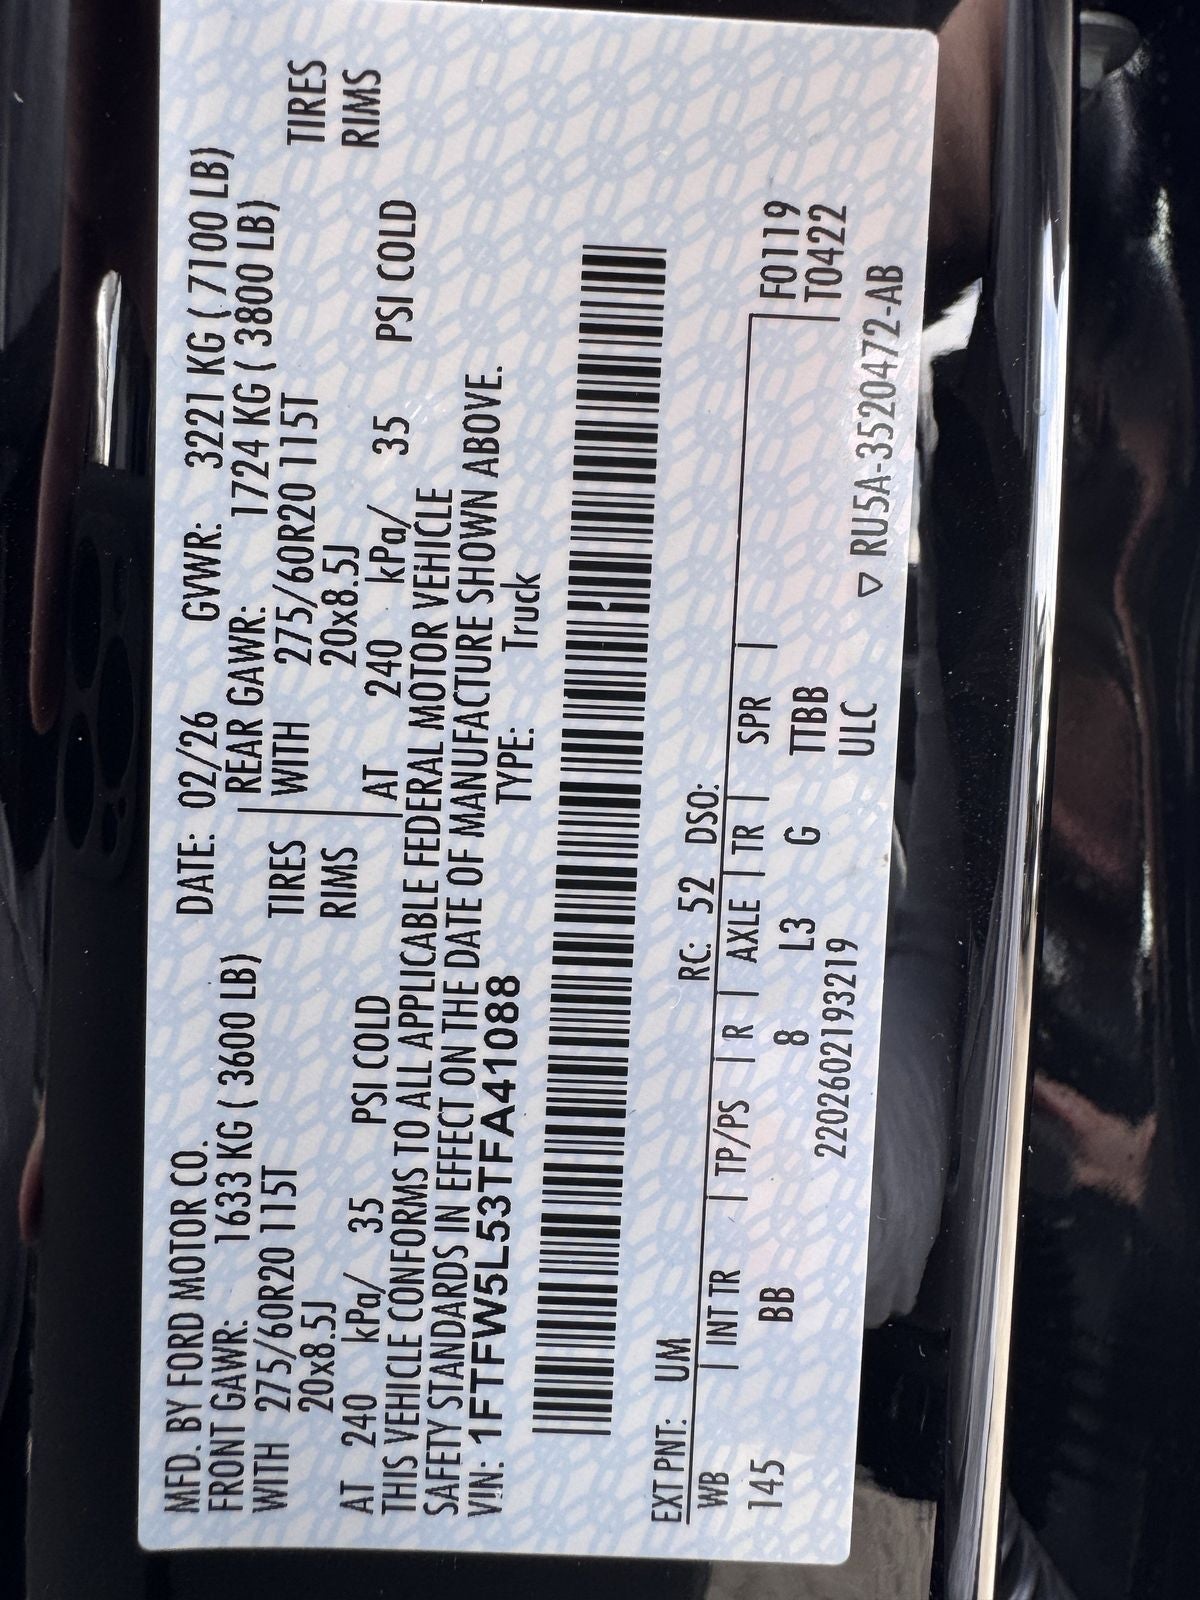 MFD. BY FORD MOTOR CO. DATE: 02/26 GVWR: 3221 KG ( 7100 LB)
FRONT GAWR: 1633 KG ( 3600 LB) REAR GAWR: 1724 KG ( 3800 LB)
WITH 275/60R20 115T TIRES WITH 275/60R20 115T TIRES
20x8.5J RIMS 20x8.5J RIMS
AT 240 kPa/ 35 PSI COLD AT 240 kPa/ 35 PSI COLD
THIS VEHICLE CONFORMS TO ALL APPLICABLE FEDERAL MOTOR VEHICLE
SAFETY STANDARDS IN EFFECT ON THE DATE OF MANUFACTURE SHOWN ABOVE.
VIN: 1FTFW5L53TFA41088 TYPE: Truck
EXT PNT: UM RC: 52 DSO:
WB INT TR TP/PS R AXLE TR SPR F0119
145 BB 8 L3 G TTBB T0422
2202602193219 ULC
RU5A-3520472-AB